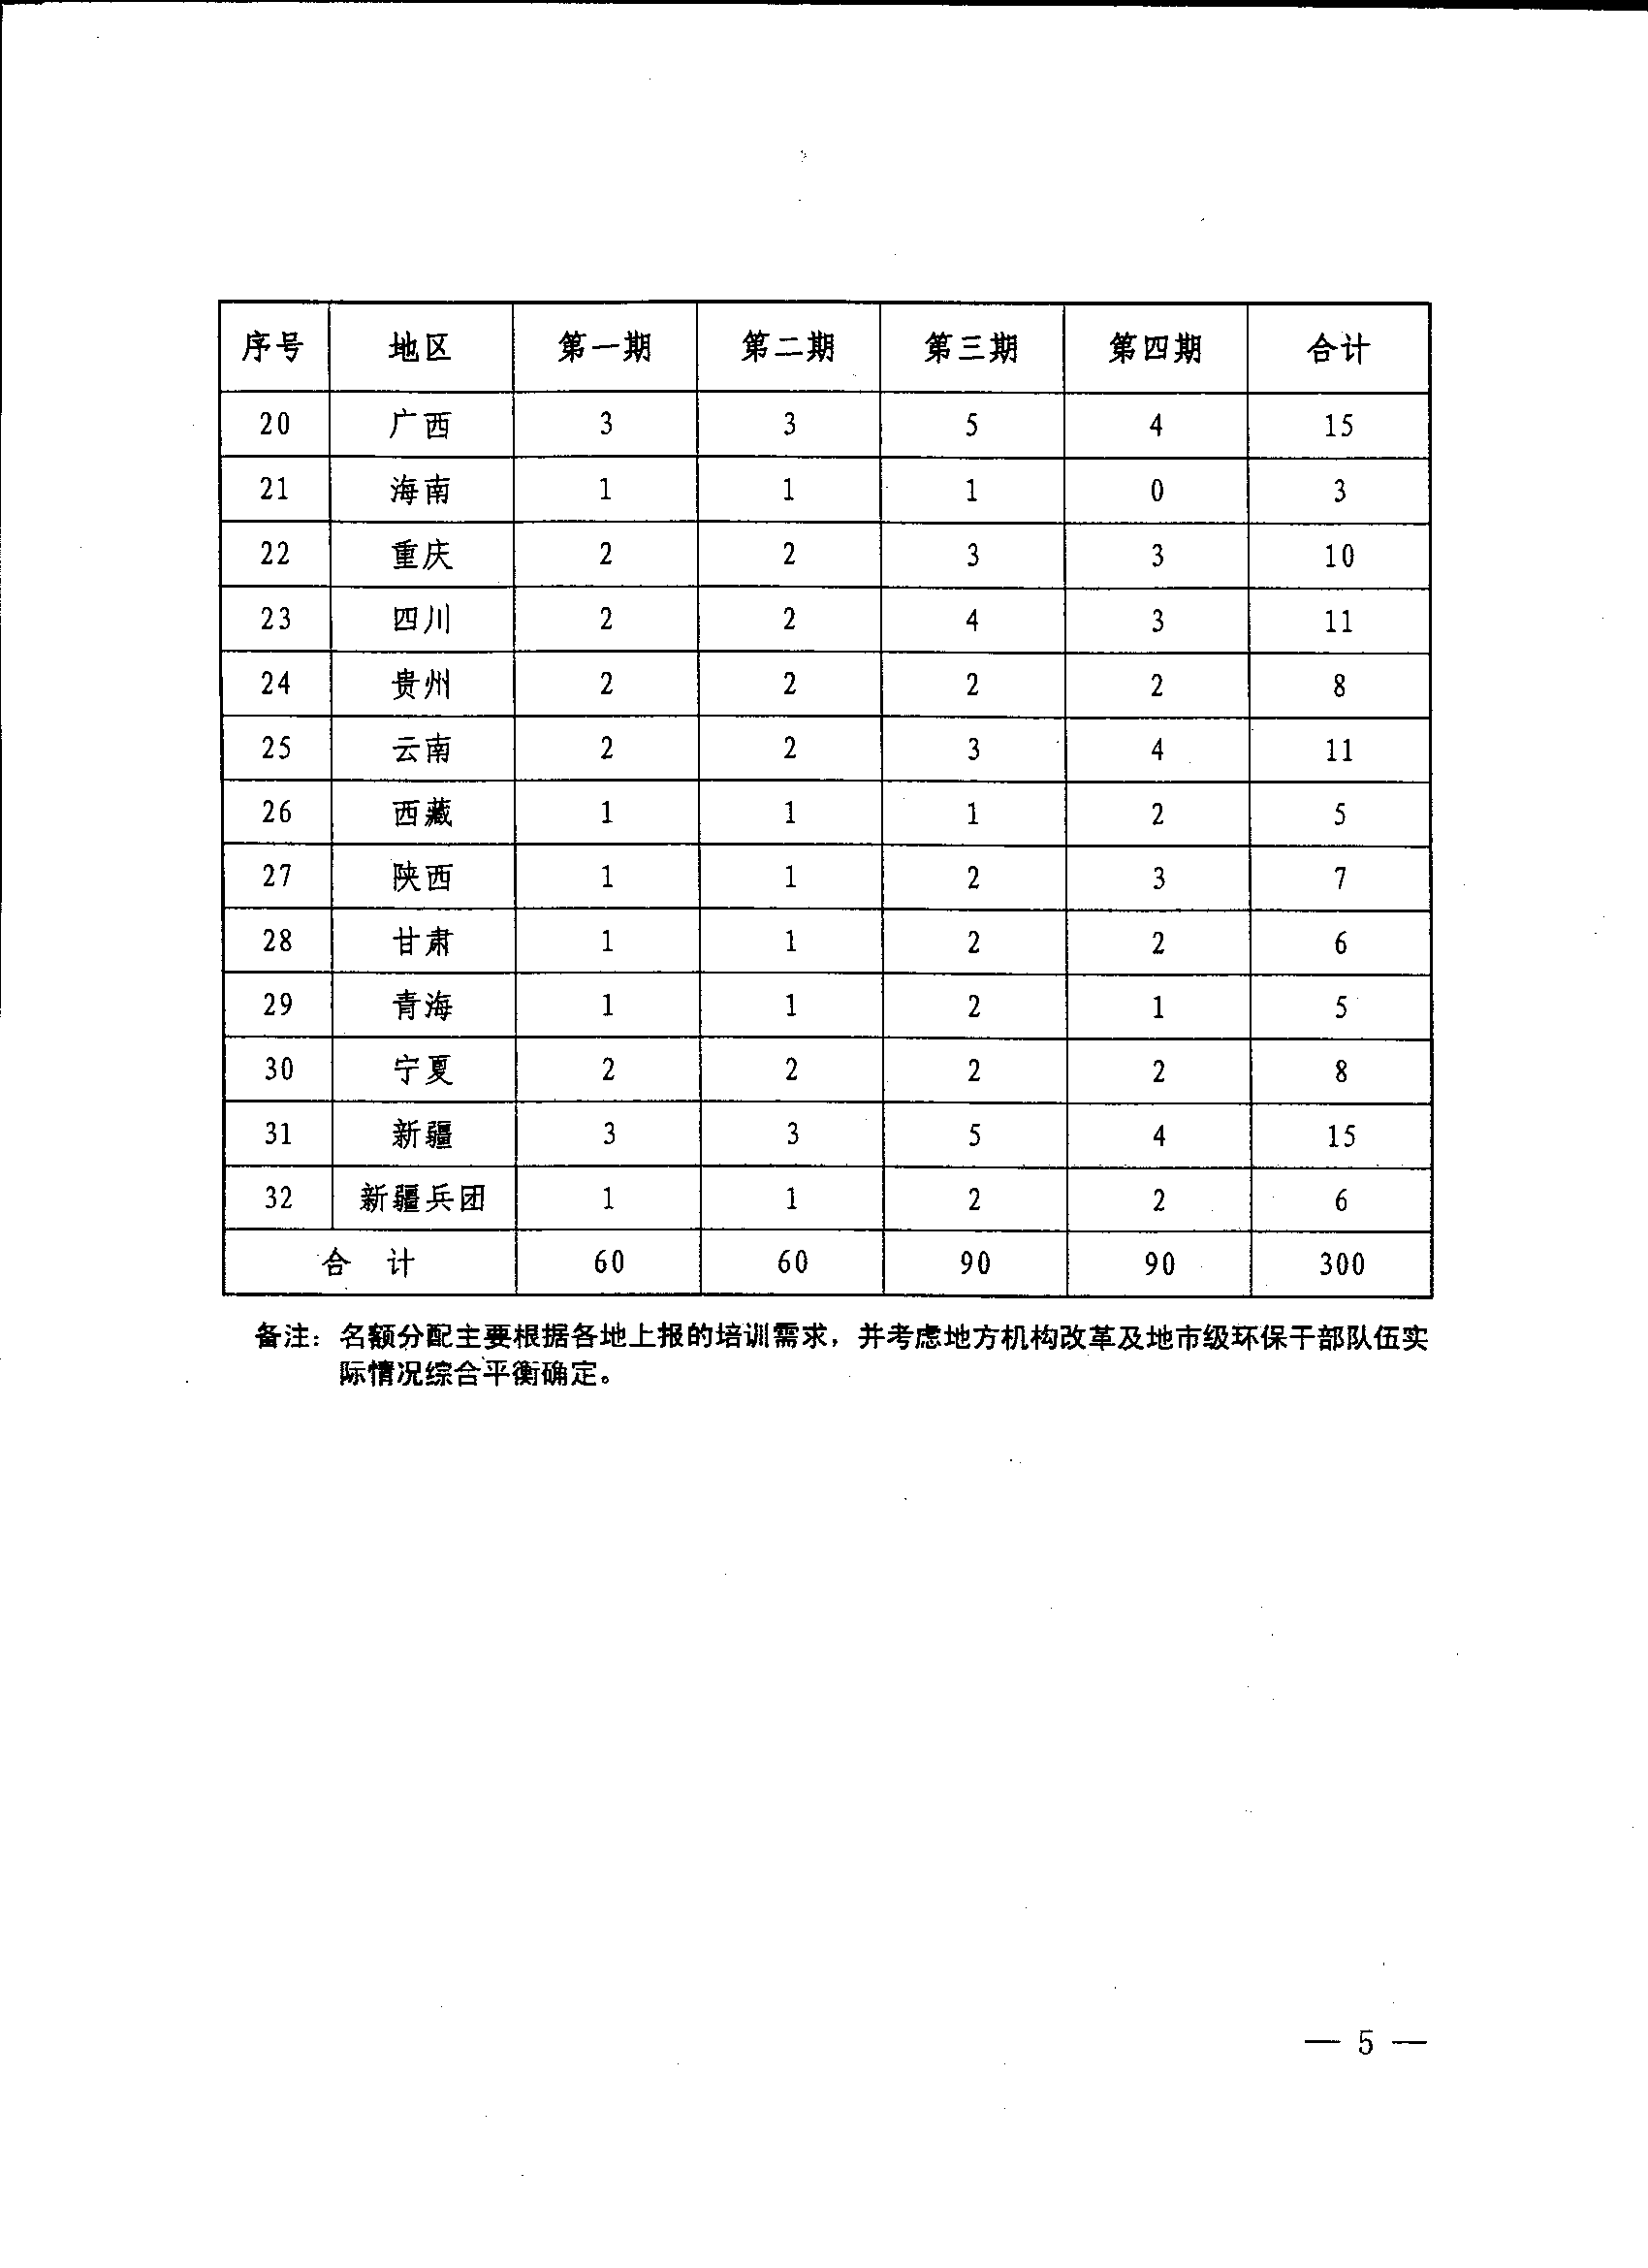 序号 地区 第一期 第二期 第三期 第四期 合计
20 广西 3 3 5 4 15
21 海南 1 1 1 0 3
22 重庆 2 2 3 3 10
23 四川 2 2 4 3 11
24 贵州 2 2 2 2 8
25 云南 2 2 3 4 11
26 西藏 1 1 1 2 5
27 陕西 1 1 2 3 7
28 甘肃 1 1 2 2 6
29 青海 1 1 2 1 5
30 宁夏 2 2 2 2 8
31 新疆 3 3 5 4 15
32 新疆兵团 1 1 2 2 6
合 计 60 60 90 90 300
备注：名额分配主要根据各地上报的培训需求，并考虑地方机构改革及地市级环保干部队伍实
际情况综合平衡确定。
— 5 —